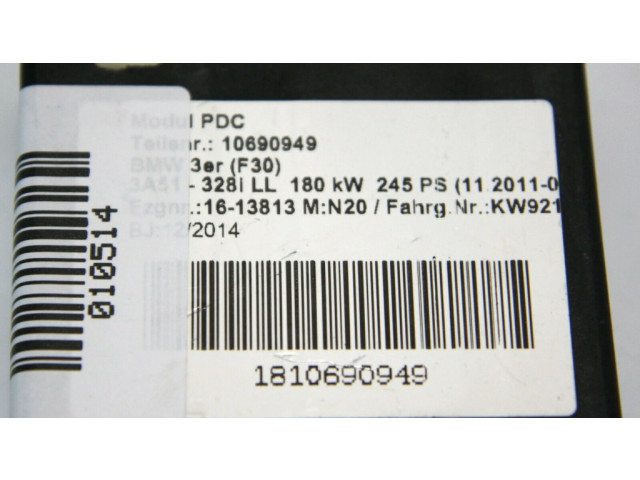 Modul PDC
Teilenr.: 10690949
BMW 3er (F30)
3A51 - 328i LL 180 kW 245 PS (11.2011-0
Fzgnr.:16-13813 M:N20 / Fahrg.Nr.:KW921
BJ:12/2014
1810690949
010514